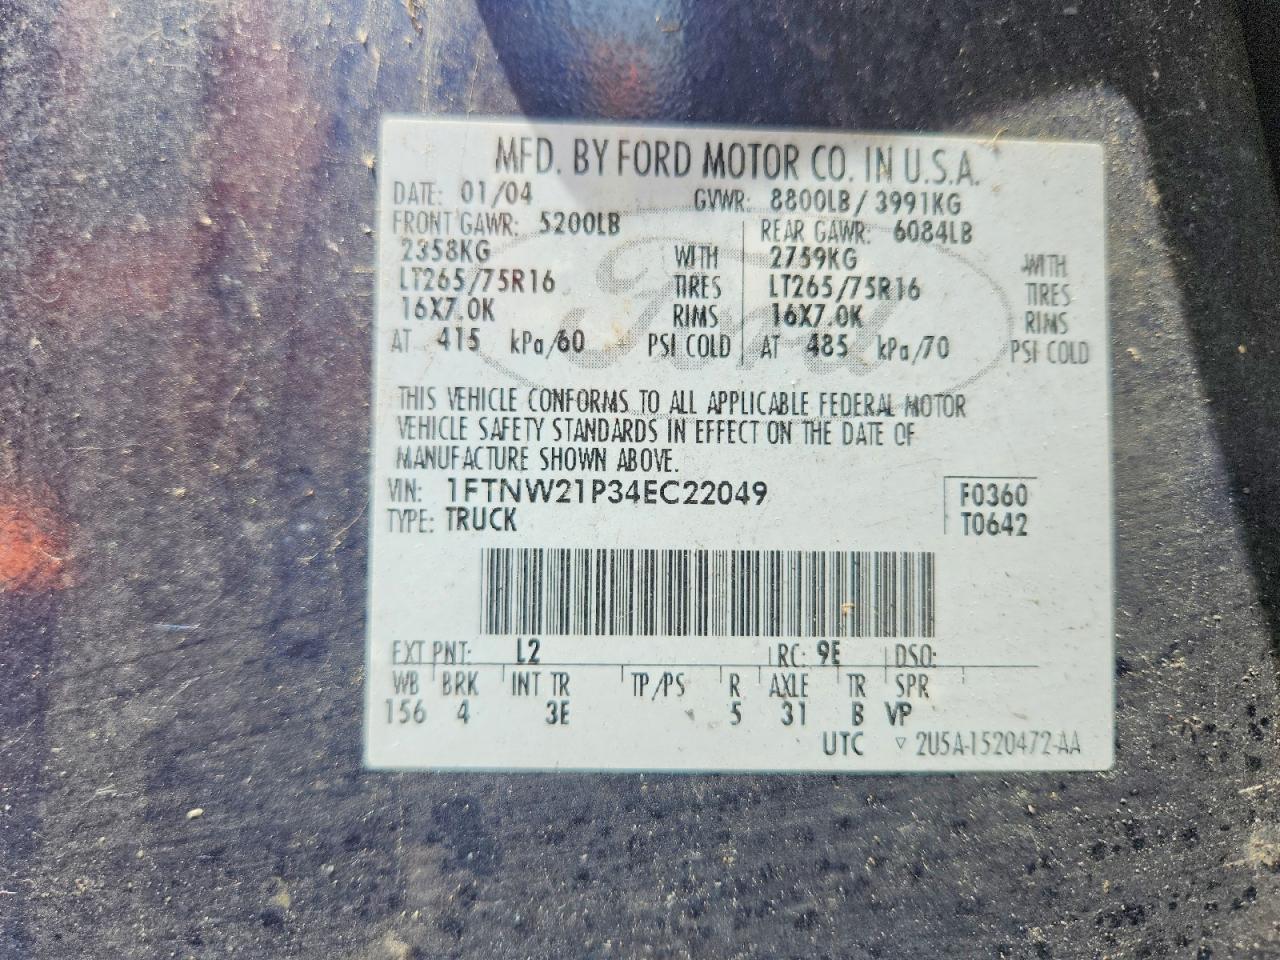 MFD. BY FORD MOTOR CO. IN U.S.A.
DATE: 01/04 GVWR: 8800LB/3991KG
FRONT GAWR: 5200LB REAR GAWR: 6084LB
2358KG WITH 2759KG WITH
LT265/75R16 TIRES LT265/75R16 TIRES
16X7.0K RIMS 16X7.0K RIMS
AT 415 kPa/60 PSI COLD AT 485 kPa/70 PSI COLD
Ford
THIS VEHICLE CONFORMS TO ALL APPLICABLE FEDERAL MOTOR
VEHICLE SAFETY STANDARDS IN EFFECT ON THE DATE OF
MANUFACTURE SHOWN ABOVE.
VIN: 1FTNW21P34EC22049 F0360
TYPE: TRUCK T0642
EXT PNT: L2 RC: 9E DSO:
WB BRK INT TR TP/PS R AXLE TR SPR
156 4 3E 5 31 B VP
UTC ▽ 2U5A-1520472-AA